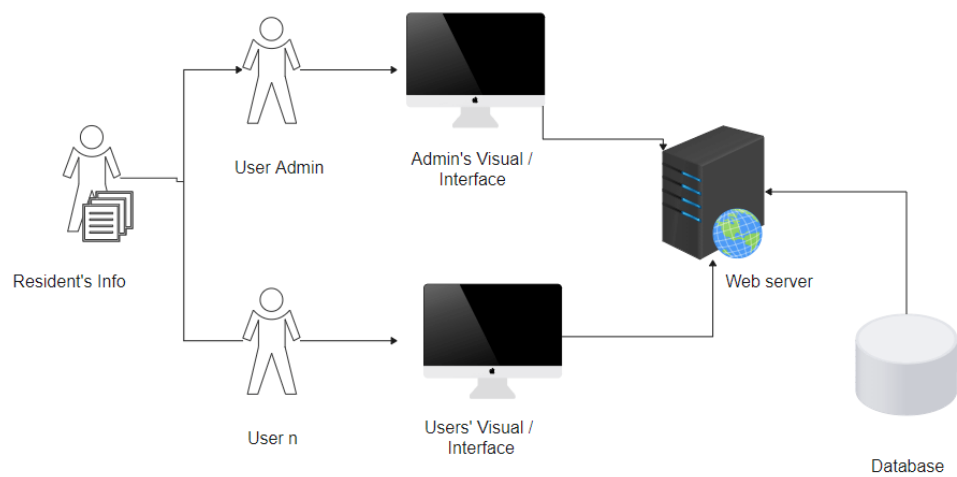 User Admin
Admin's Visual /
Interface
Resident's Info
Web server
User n
Users' Visual /
Interface
Database